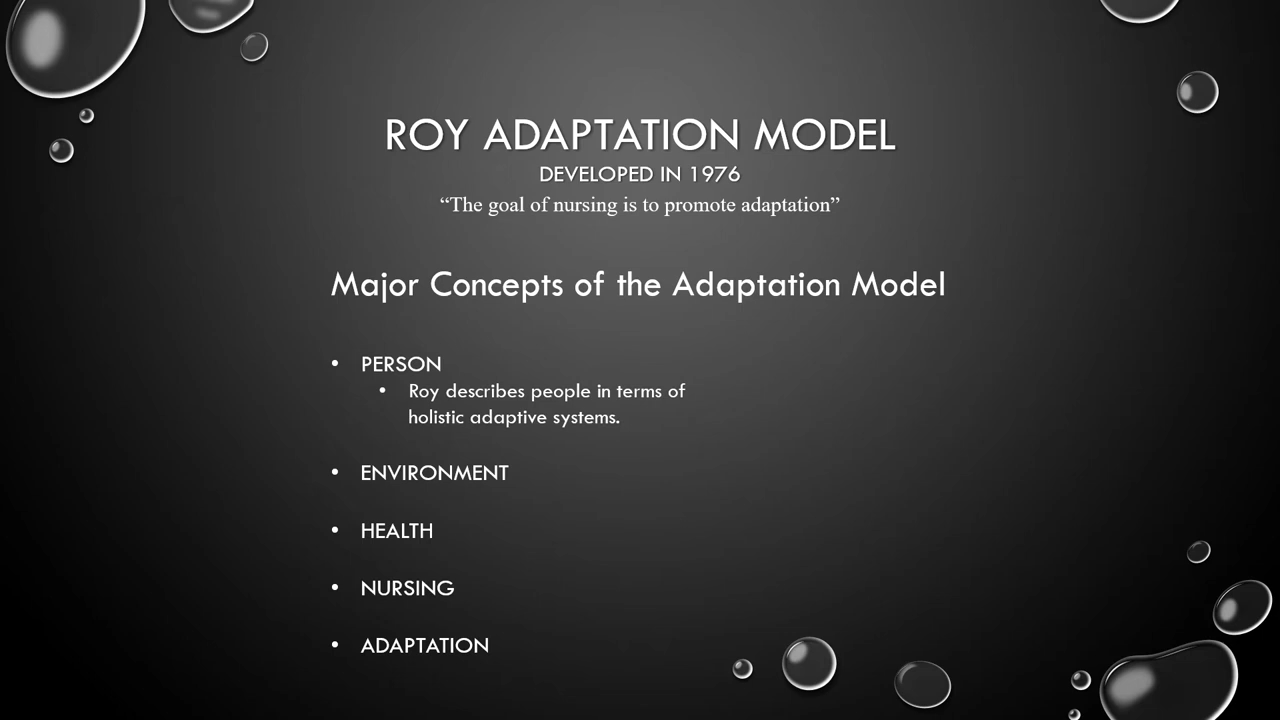 ROY ADAPTATION MODEL
DEVELOPED IN 1976
“The goal of nursing is to promote adaptation”
Major Concepts of the Adaptation Model
• PERSON
• Roy describes people in terms of
holistic adaptive systems.
• ENVIRONMENT
• HEALTH
• NURSING
• ADAPTATION